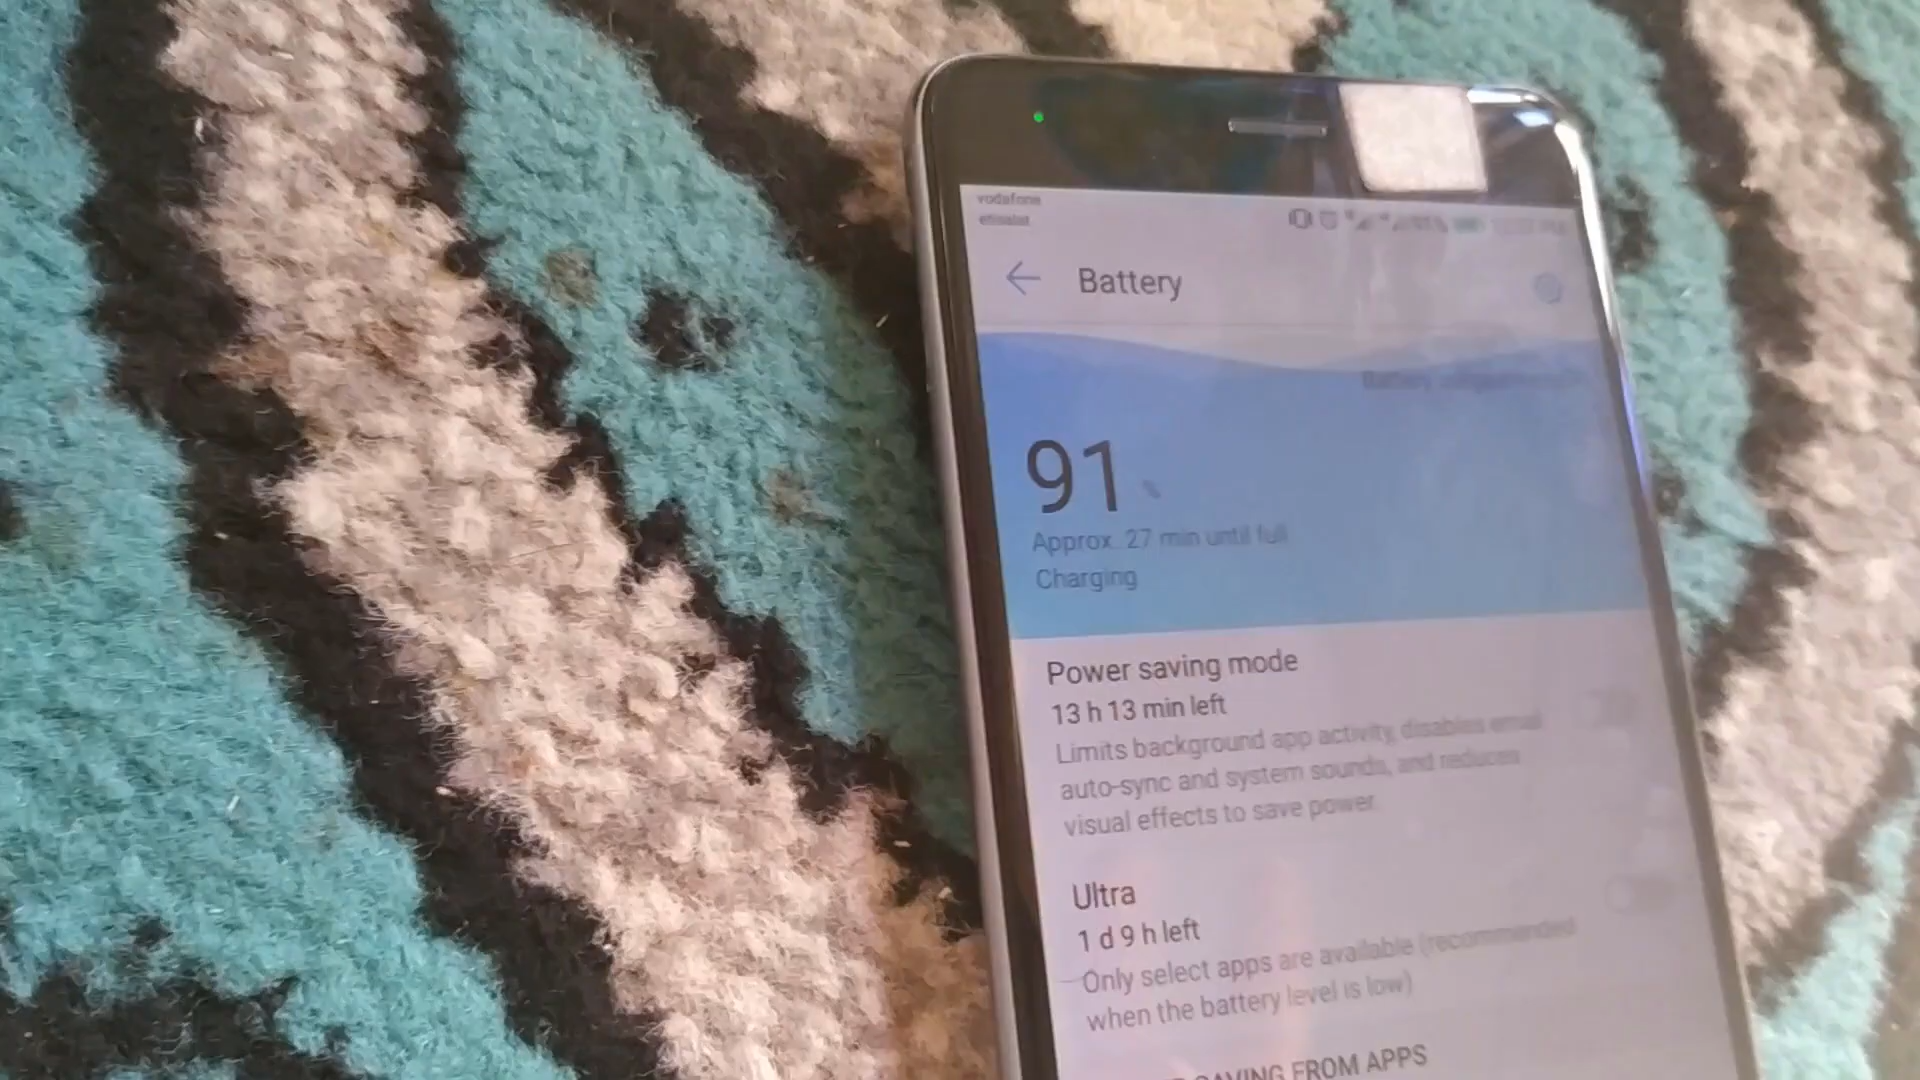 vodafone
etisalat
Battery
Battery
91
Approx. 27 min until full
Charging
Power saving mode
13 h 13 min left
Limits background app activity, disables email
auto-sync and system sounds, and reduces
visual effects to save power.
Ultra
1 d 9 h left
Only select apps are available (recommended
when the battery level is low)
SAVING FROM APPS